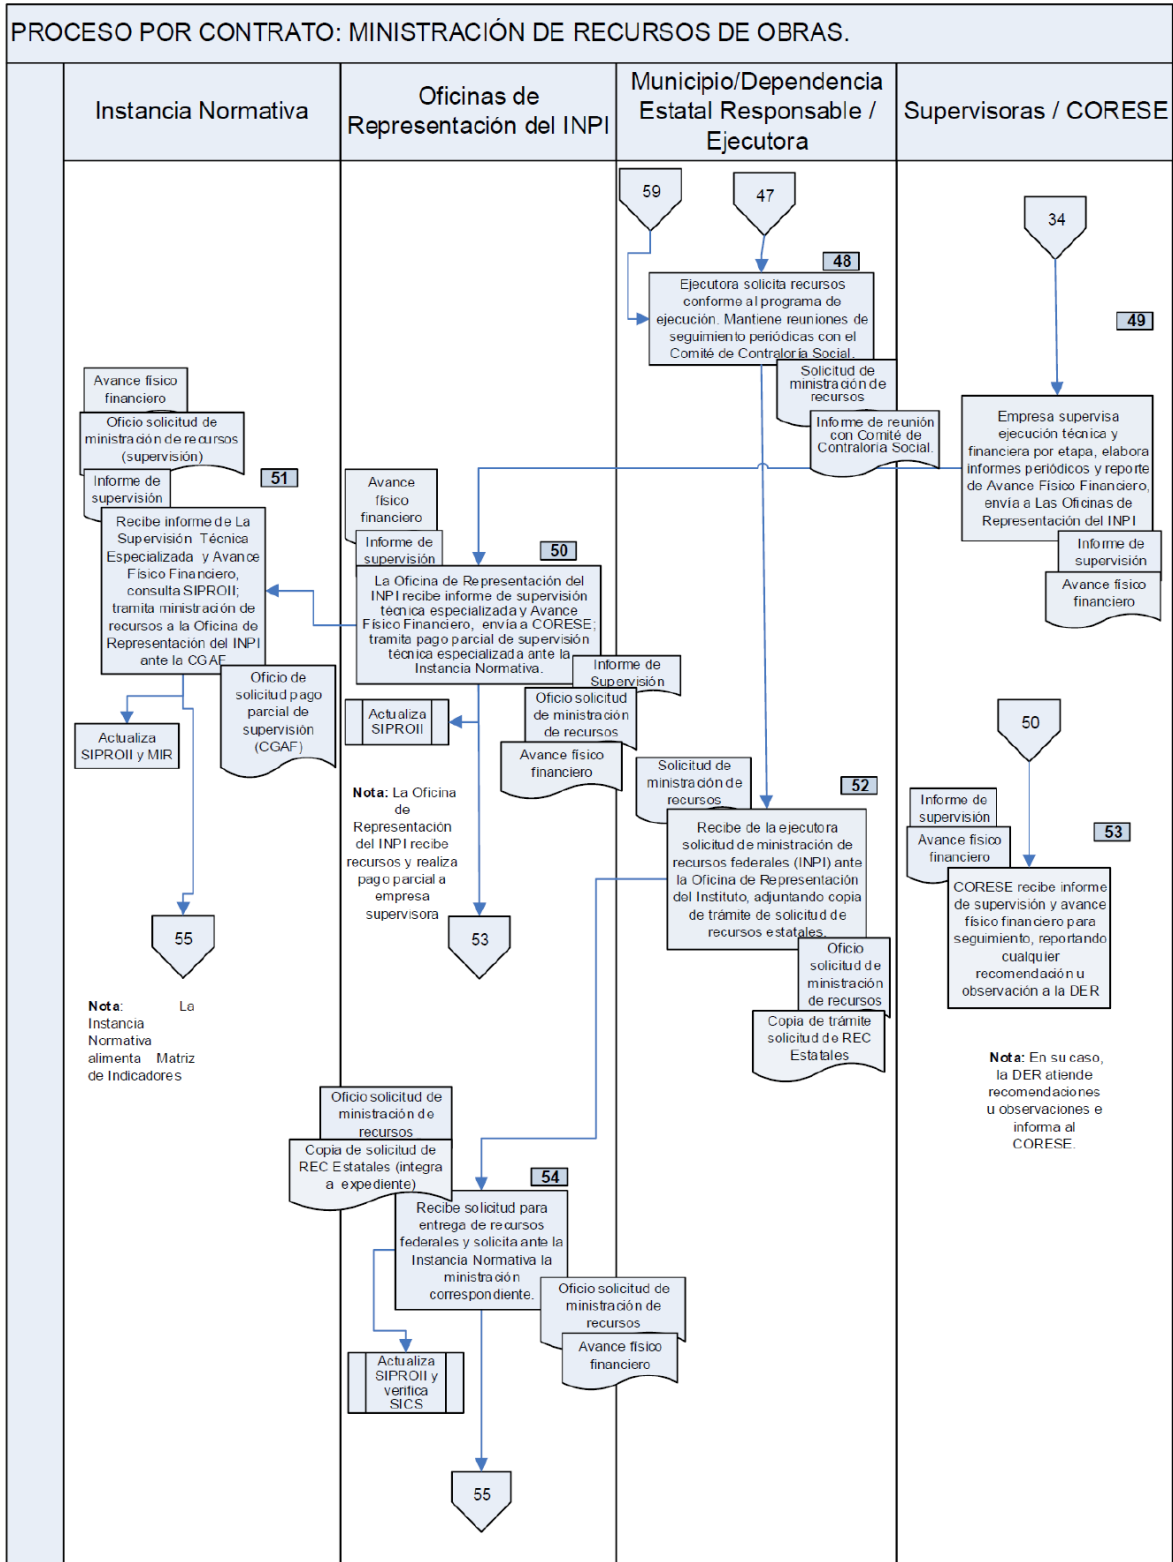 PROCESO POR CONTRATO: MINISTRACIÓN DE RECURSOS DE OBRAS.
Instancia Normativa
Oficinas de
Representación del INPI
Municipio/Dependencia
Estatal Responsable /
Ejecutora
Supervisoras / CORESE
59
47
34
48
Ejecutora solicita recursos
conforme al programa de
ejecución. Mantiene reuniones de
seguimiento periódicas con el
Comité de Contraloría Social.
Solicitud de
ministración de
recursos
Informe de reunión
con Comité de
Contraloría Social.
49
Empresa supervisa
ejecución técnica y
financiera por etapa, elabora
informes periódicos y reporte
de Avance Físico Financiero,
envía a Las Oficinas de
Representación del INPI
Informe de
supervisión
Avance físico
financiero
Avance físico
financiero
Oficio solicitud de
ministración de recursos
(supervisión)
Informe de
supervisión
51
Recibe informe de La
Supervisión Técnica
Especializada y Avance
Físico Financiero,
consulta SIPROII;
tramita ministración de
recursos a la Oficina de
Representación del INPI
ante la CGAF
Oficio de
solicitud pago
parcial de
supervisión
(CGAF)
Actualiza
SIPROII y MIR
55
Nota: La
Instancia
Normativa
alimenta Matriz
de Indicadores
Avance
físico
financiero
Informe de
supervisión
50
La Oficina de Representación del
INPI recibe informe de supervisión
técnica especializada y Avance
Físico Financiero, envía a CORESE;
tramita pago parcial de supervisión
técnica especializada ante la
Instancia Normativa.
Informe de
Supervisión
Oficio solicitud
de ministración
de recursos
Avance físico
financiero
Actualiza
SIPROII
Nota: La Oficina
de
Representación
del INPI recibe
recursos y realiza
pago parcial a
empresa
supervisora
53
Solicitud de
ministración de
recursos
52
Recibe de la ejecutora
solicitud de ministración de
recursos federales (INPI) ante
la Oficina de Representación
del Instituto, adjuntando copia
de trámite de solicitud de
recursos estatales.
Oficio
solicitud de
ministración
de recursos
Copia de trámite
solicitud de REC
Estatales
50
Informe de
supervisión
Avance físico
financiero
53
CORESE recibe informe
de supervisión y avance
físico financiero para
seguimiento, reportando
cualquier
recomendación u
observación a la DER
Nota: En su caso,
la DER atiende
recomendaciones
u observaciones e
informa al
CORESE.
Oficio solicitud de
ministración de
recursos
Copia de solicitud de
REC Estatales (integra
a expediente)
54
Recibe solicitud para
entrega de recursos
federales y solicita ante la
Instancia Normativa la
ministración
correspondiente.
Oficio solicitud de
ministración de
recursos
Avance físico
financiero
Actualiza
SIPROII y
verifica
SICS
55